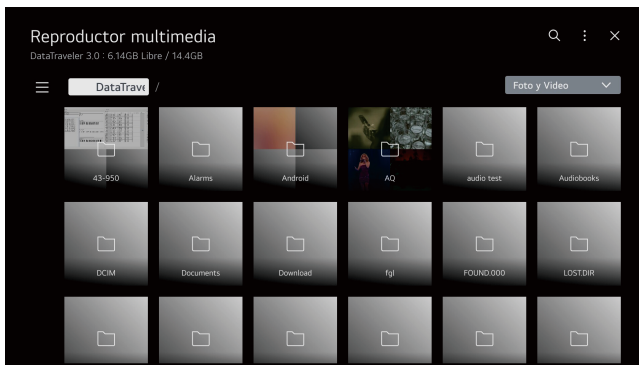 Reproductor multimedia
DataTraveler 3.0 : 6.14GB Libre / 14.4GB
DataTrave /
Foto y Video
43-950
Alarms
Android
AQ
audio test
Audiobooks
DCIM
Documents
Download
fgl
FOUND.000
LOST.DIR